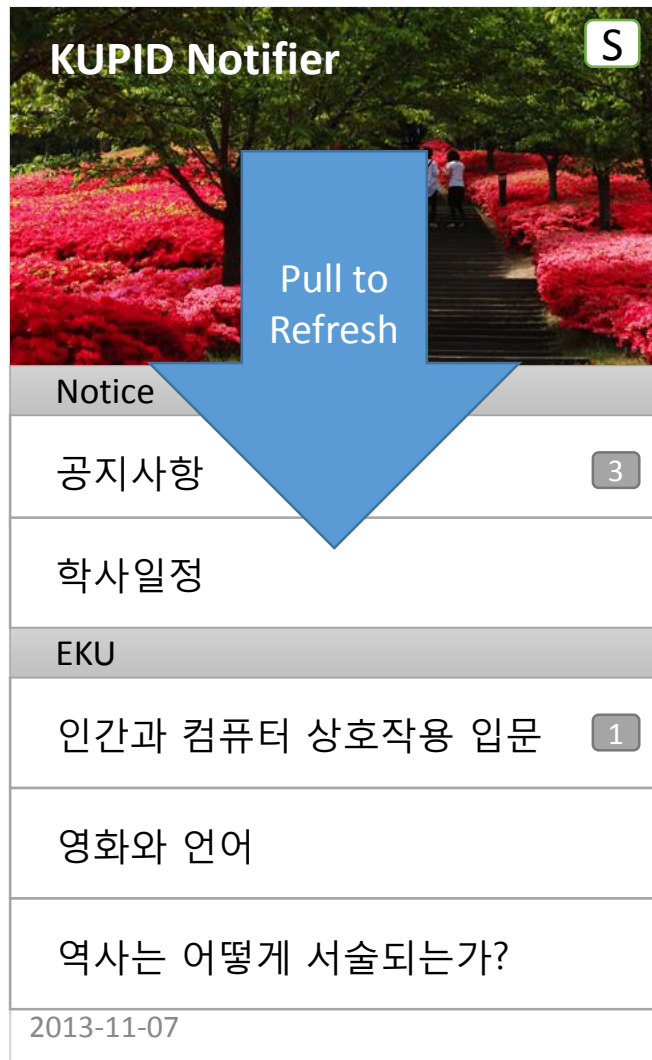 KUPID Notifier
S
Pull to
Refresh
Notice
공지사항
3
학사일정
EKU
인간과 컴퓨터 상호작용 입문
1
영화와 언어
역사는 어떻게 서술되는가?
2013-11-07